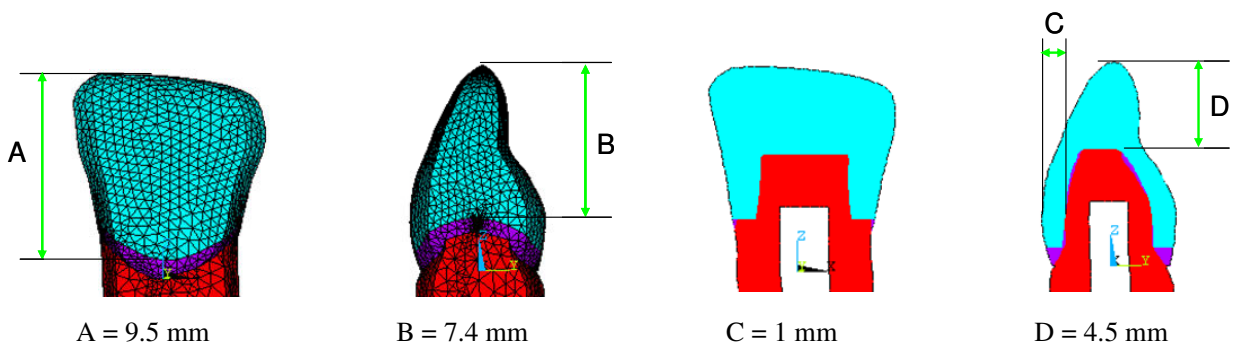 C
A
B
D
Z
Y
Z
Y
Z
Y
X
Z
X
Y
A = 9.5 mm
B = 7.4 mm
C = 1 mm
D = 4.5 mm